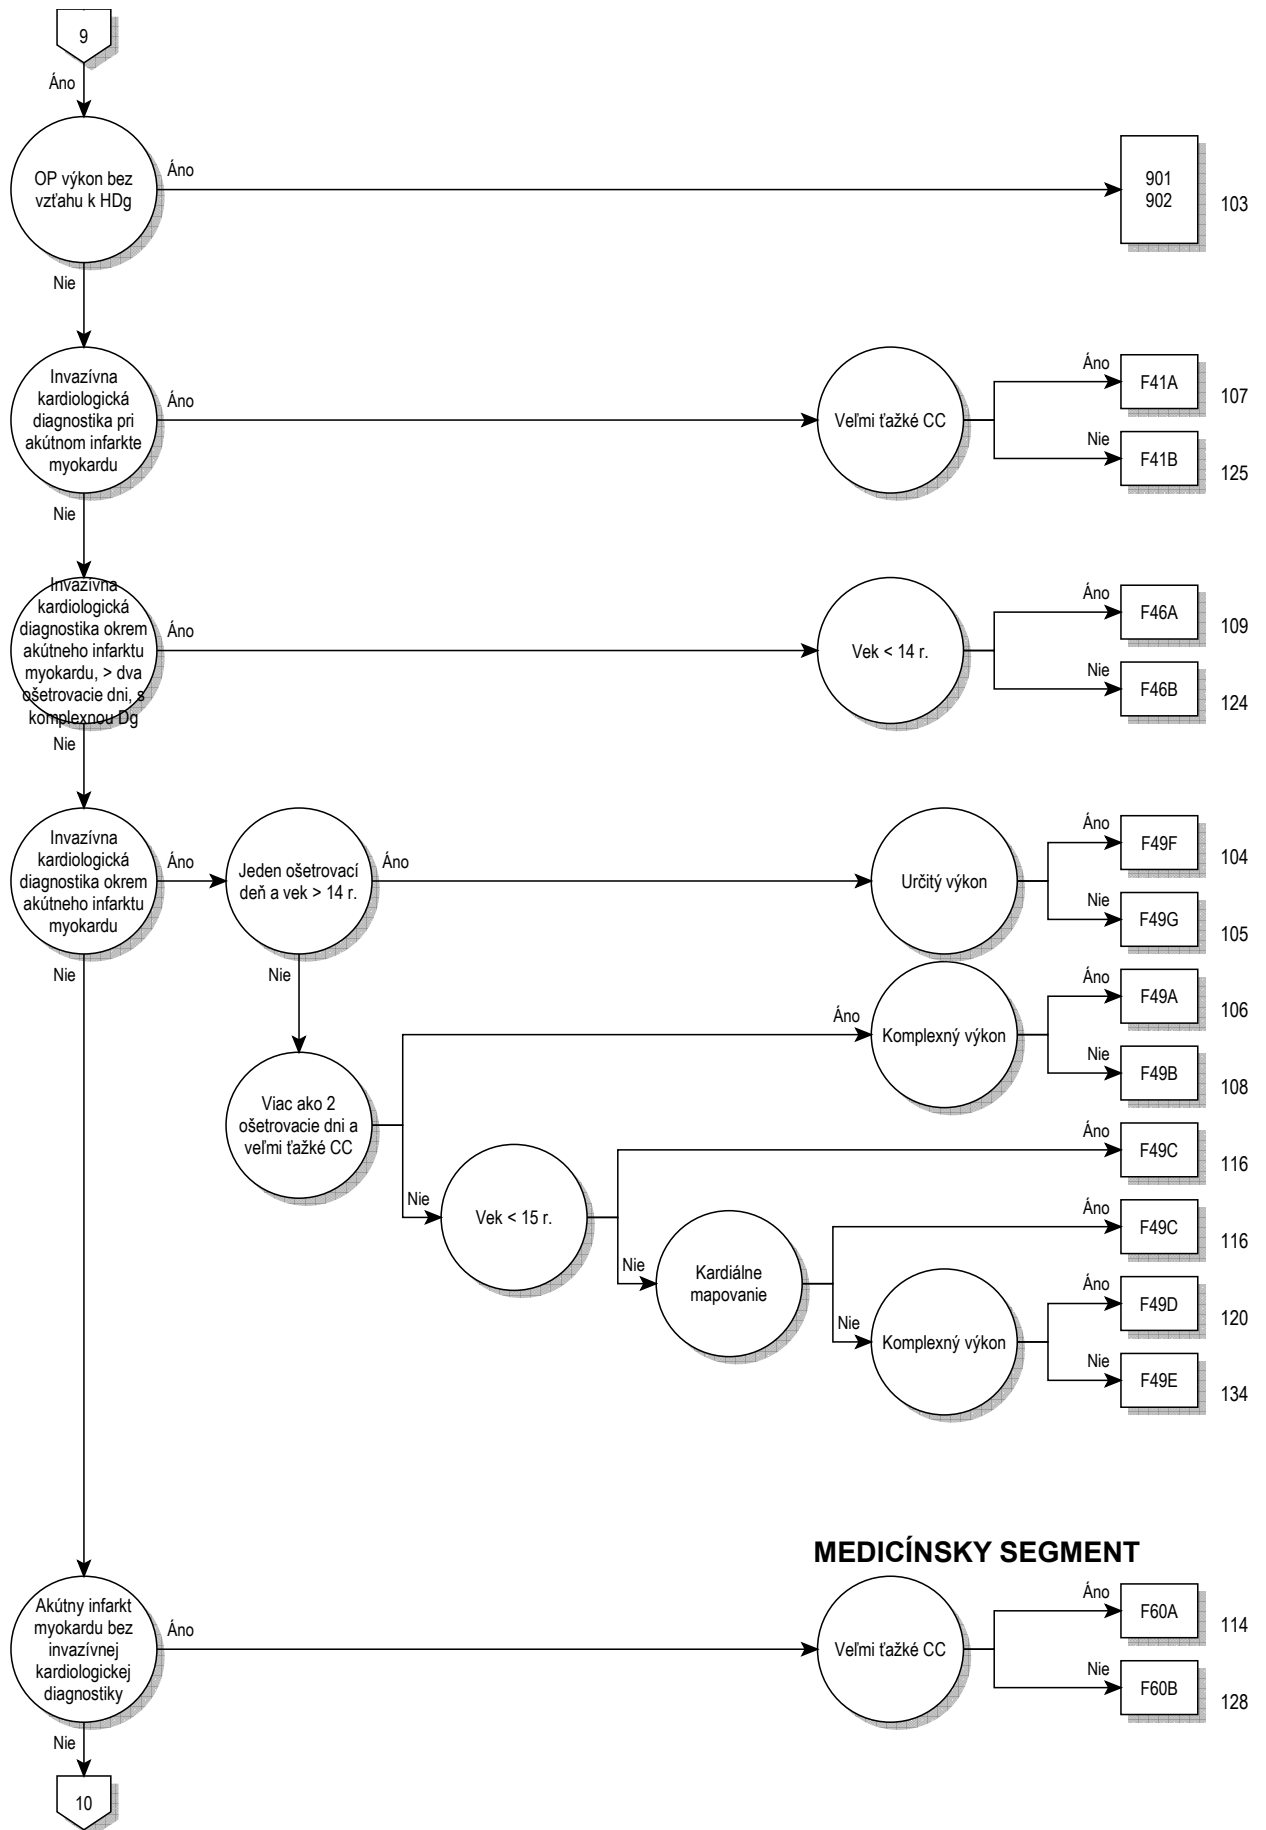 9
Áno
OP výkon bez
vzťahu k HDg
Áno
901
902
103
Nie
Invazívna
kardiologická
diagnostika pri
akútnom infarkte
myokardu
Áno
Veľmi ťažké CC
Áno
F41A
107
Nie
F41B
125
Nie
Invazívna
kardiologická
diagnostika okrem
akútneho infarktu
myokardu, > dva
ošetrovacie dni, s
komplexnou Dg
Áno
Vek < 14 r.
Áno
F46A
109
Nie
F46B
124
Nie
Invazívna
kardiologická
diagnostika okrem
akútneho infarktu
myokardu
Áno
Jeden ošetrovací
deň a vek > 14 r.
Áno
Určitý výkon
Áno
F49F
104
Nie
F49G
105
Nie
Nie
Viac ako 2
ošetrovacie dni a
veľmi ťažké CC
Áno
Komplexný výkon
Áno
F49A
106
Nie
F49B
108
Nie
Vek < 15 r.
Áno
F49C
116
Nie
Kardiálne
mapovanie
Áno
F49C
116
Nie
Komplexný výkon
Áno
F49D
120
Nie
F49E
134
MEDICÍNSKY SEGMENT
Akútny infarkt
myokardu bez
invazívnej
kardiologickej
diagnostiky
Áno
Veľmi ťažké CC
Áno
F60A
114
Nie
F60B
128
Nie
10